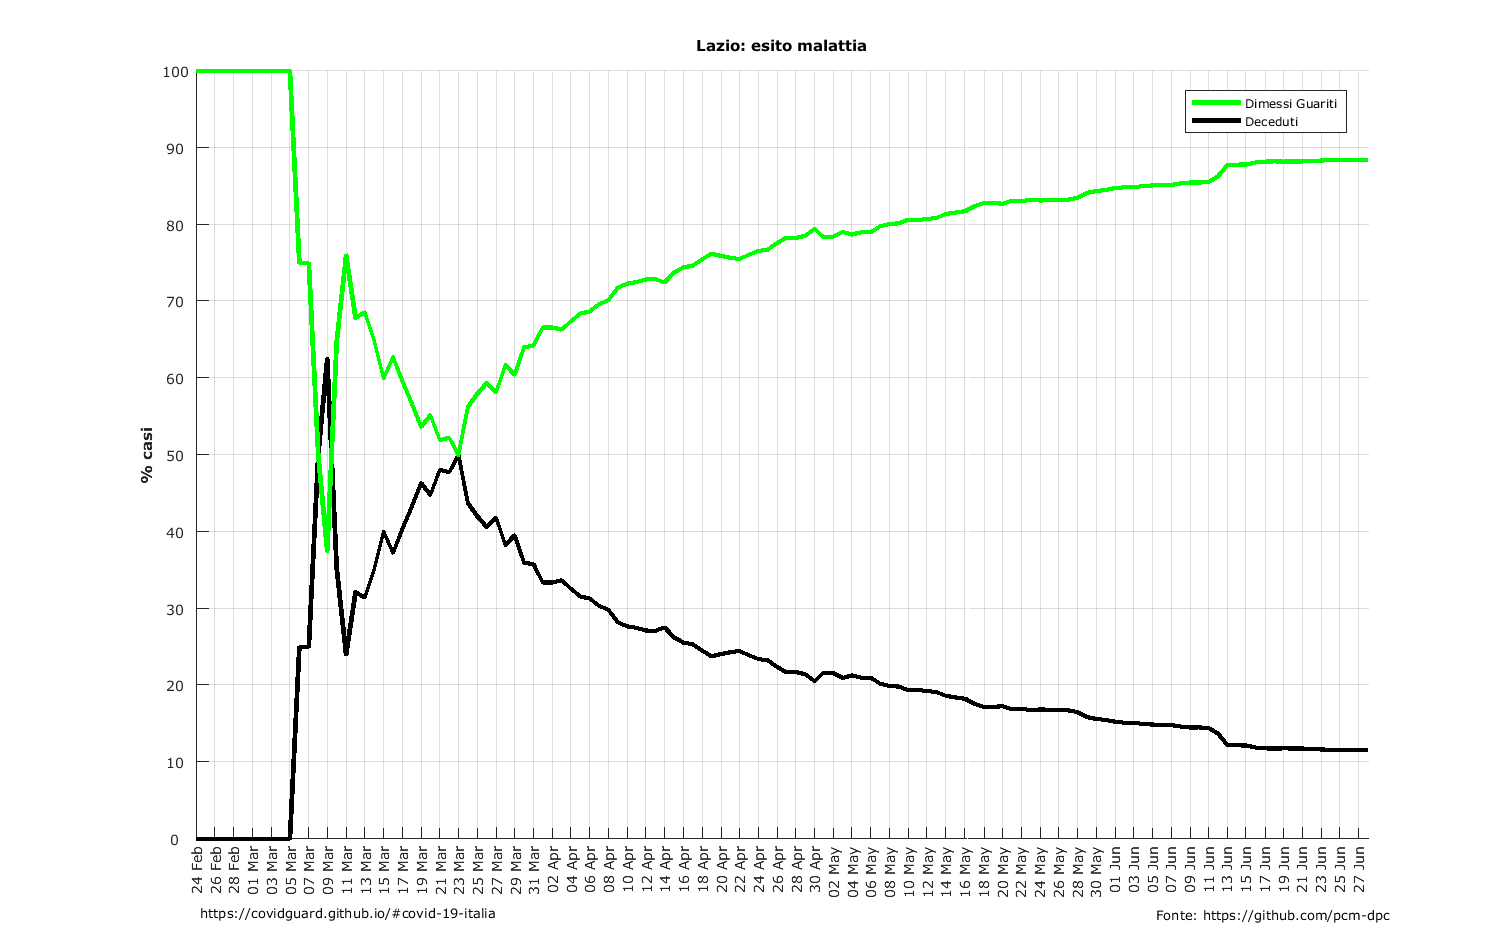 Lazio: esito malattia
Dimessi Guariti
Deceduti
% casi
100
90
80
70
60
50
40
30
20
10
0
24 Feb
26 Feb
28 Feb
01 Mar
03 Mar
05 Mar
07 Mar
09 Mar
11 Mar
13 Mar
15 Mar
17 Mar
19 Mar
21 Mar
23 Mar
25 Mar
27 Mar
29 Mar
31 Mar
02 Apr
04 Apr
06 Apr
08 Apr
10 Apr
12 Apr
14 Apr
16 Apr
18 Apr
20 Apr
22 Apr
24 Apr
26 Apr
28 Apr
30 Apr
02 May
04 May
06 May
08 May
10 May
12 May
14 May
16 May
18 May
20 May
22 May
24 May
26 May
28 May
30 May
01 Jun
03 Jun
05 Jun
07 Jun
09 Jun
11 Jun
13 Jun
15 Jun
17 Jun
19 Jun
21 Jun
23 Jun
25 Jun
27 Jun
https://covidguard.github.io/#covid-19-italia
Fonte: https://github.com/pcm-dpc